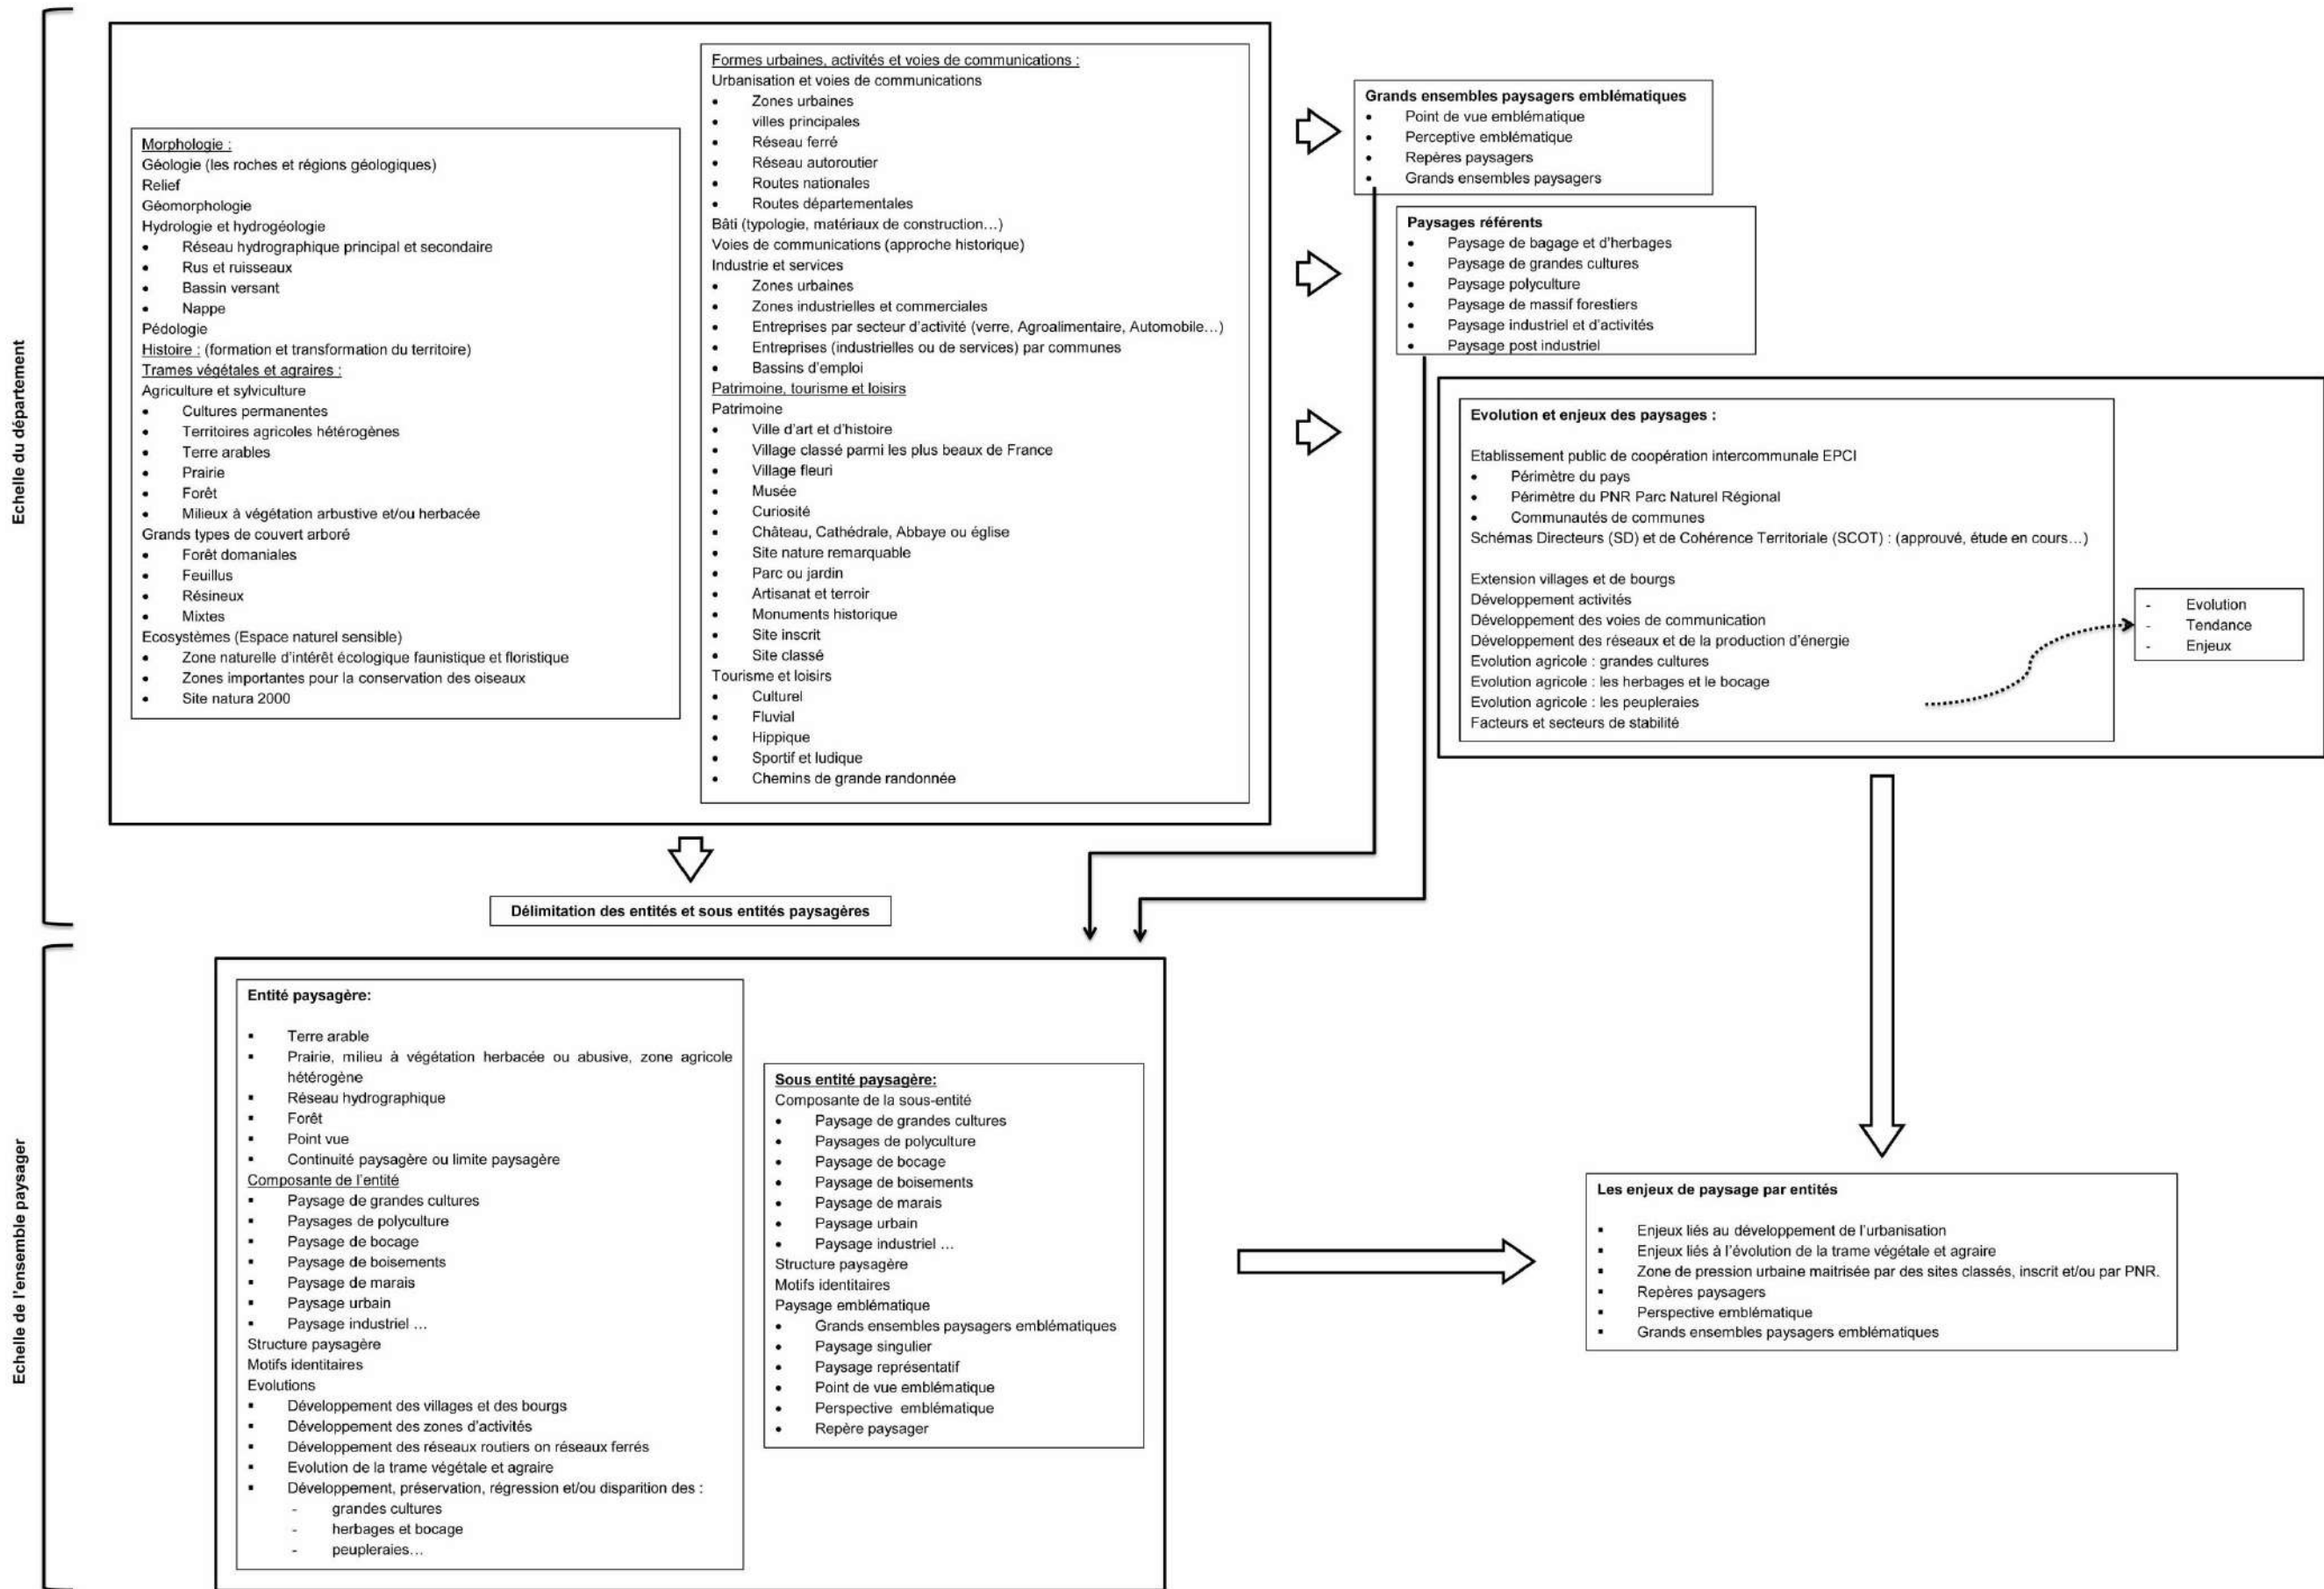 Echelle du département
Morphologie :
Géologie (les roches et régions géologiques)
Relief
Géomorphologie
Hydrologie et hydrogéologie
• Réseau hydrographique principal et secondaire
• Rus et ruisseaux
• Bassin versant
• Nappe
Pédologie
Histoire : (formation et transformation du territoire)
Trames végétales et agraires :
Agriculture et sylviculture
• Cultures permanentes
• Territoires agricoles hétérogènes
• Terre arables
• Prairie
• Forêt
• Milieux à végétation arbustive et/ou herbacée
Grands types de couvert arboré
• Forêt domaniales
• Feuillus
• Résineux
• Mixtes
Ecosystèmes (Espace naturel sensible)
• Zone naturelle d'intérêt écologique faunistique et floristique
• Zones importantes pour la conservation des oiseaux
• Site natura 2000
Formes urbaines, activités et voies de communications :
Urbanisation et voies de communications
• Zones urbaines
• villes principales
• Réseau ferré
• Réseau autoroutier
• Routes nationales
• Routes départementales
Bâti (typologie, matériaux de construction…)
Voies de communications (approche historique)
Industrie et services
• Zones urbaines
• Zones industrielles et commerciales
• Entreprises par secteur d'activité (verre, Agroalimentaire, Automobile…)
• Entreprises (industrielles ou de services) par communes
• Bassins d'emploi
Patrimoine, tourisme et loisirs
Patrimoine
• Ville d'art et d'histoire
• Village classé parmi les plus beaux de France
• Village fleuri
• Musée
• Curiosité
• Château, Cathédrale, Abbaye ou église
• Site nature remarquable
• Parc ou jardin
• Artisanat et terroir
• Monuments historique
• Site inscrit
• Site classé
Tourisme et loisirs
• Culturel
• Fluvial
• Hippique
• Sportif et ludique
• Chemins de grande randonnée
Grands ensembles paysagers emblématiques
• Point de vue emblématique
• Perceptive emblématique
• Repères paysagers
• Grands ensembles paysagers
Paysages référents
• Paysage de bagage et d'herbages
• Paysage de grandes cultures
• Paysage polyculture
• Paysage de massif forestiers
• Paysage industriel et d'activités
• Paysage post industriel
Evolution et enjeux des paysages :
Etablissement public de coopération intercommunale EPCI
• Périmètre du pays
• Périmètre du PNR Parc Naturel Régional
• Communautés de communes
Schémas Directeurs (SD) et de Cohérence Territoriale (SCOT) : (approuvé, étude en cours…)
Extension villages et de bourgs
Développement activités
Développement des voies de communication
Développement des réseaux et de la production d'énergie
Evolution agricole : grandes cultures
Evolution agricole : les herbages et le bocage
Evolution agricole : les peupleraies
Facteurs et secteurs de stabilité
- Evolution
- Tendance
- Enjeux
Délimitation des entités et sous entités paysagères
Echelle de l'ensemble paysager
Entité paysagère:
▪ Terre arable
▪ Prairie, milieu à végétation herbacée ou abusive, zone agricole
hétérogène
▪ Réseau hydrographique
▪ Forêt
▪ Point vue
▪ Continuité paysagère ou limite paysagère
Composante de l'entité
▪ Paysage de grandes cultures
▪ Paysages de polyculture
▪ Paysage de bocage
▪ Paysage de boisements
▪ Paysage de marais
▪ Paysage urbain
▪ Paysage industriel …
Structure paysagère
Motifs identitaires
Evolutions
▪ Développement des villages et des bourgs
▪ Développement des zones d'activités
▪ Développement des réseaux routiers on réseaux ferrés
▪ Evolution de la trame végétale et agraire
▪ Développement, préservation, régression et/ou disparition des :
- grandes cultures
- herbages et bocage
- peupleraies…
Sous entité paysagère:
Composante de la sous-entité
• Paysage de grandes cultures
• Paysages de polyculture
• Paysage de bocage
• Paysage de boisements
• Paysage de marais
• Paysage urbain
• Paysage industriel …
Structure paysagère
Motifs identitaires
Paysage emblématique
• Grands ensembles paysagers emblématiques
• Paysage singulier
• Paysage représentatif
• Point de vue emblématique
• Perspective emblématique
• Repère paysager
Les enjeux de paysage par entités
▪ Enjeux liés au développement de l'urbanisation
▪ Enjeux liés à l'évolution de la trame végétale et agraire
▪ Zone de pression urbaine maitrisée par des sites classés, inscrit et/ou par PNR.
▪ Repères paysagers
▪ Perspective emblématique
▪ Grands ensembles paysagers emblématiques